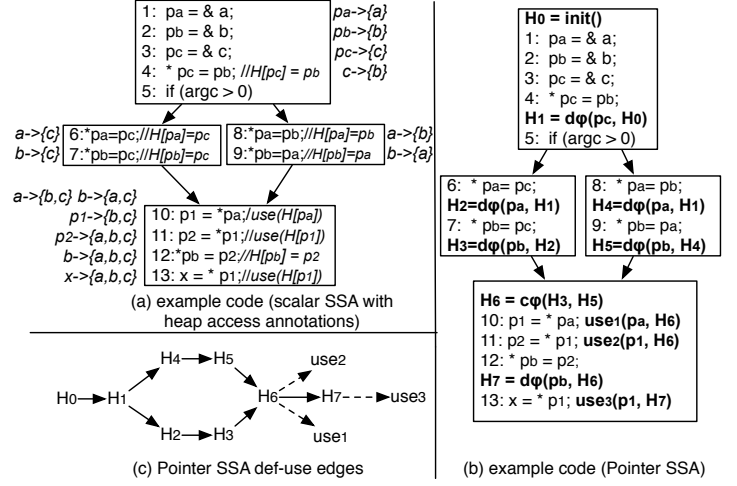 1: pa = & a;
pa->{a}
2: pb = & b;
pb->{b}
3: pc = & c;
pc->{c}
4: * pc = pb; //H[pc] = pb
c->{b}
5: if (argc > 0)
a->{c}
6:*pa=pc;//H[pa]=pc
b->{c}
7:*pb=pc;//H[pb]=pc
8:*pa=pb;//H[pa]=pb
a->{b}
9:*pb=pa;//H[pb]=pa
b->{a}
a->{b,c} b->{a,c}
p1->{b,c}
10: p1 = *pa;/use(H[pa])
p2->{a,b,c}
11: p2 = *p1;//use(H[p1])
b->{a,b,c}
12:*pb = p2;//H[pb] = p2
x->{a,b,c}
13: x = * p1;//use(H[p1])
(a) example code (scalar SSA with
heap access annotations)
H0 H1 H4 H5 H2 H3 H6 H7
use2
use3
use1
(c) Pointer SSA def-use edges
H0 = init()
1: pa = & a;
2: pb = & b;
3: pc = & c;
4: * pc = pb;
H1 = dφ(pc, H0)
5: if (argc > 0)
6: * pa= pc;
H2=dφ(pa, H1)
7: * pb= pc;
H3=dφ(pb, H2)
8: * pa= pb;
H4=dφ(pa, H1)
9: * pb= pa;
H5=dφ(pb, H4)
H6 = cφ(H3, H5)
10: p1 = * pa; use1(pa, H6)
11: p2 = * p1; use2(p1, H6)
12: * pb = p2;
H7 = dφ(pb, H6)
13: x = * p1; use3(p1, H7)
(b) example code (Pointer SSA)